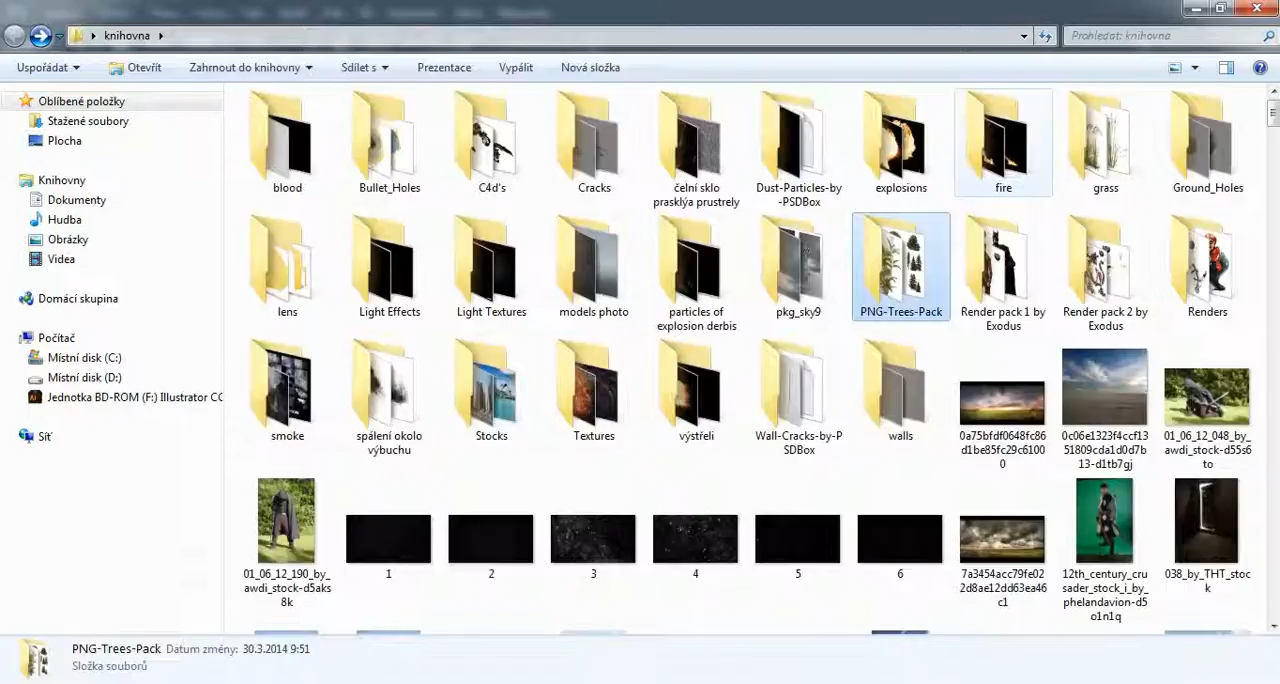 knihovna
Prohledat: knihovna
Uspořádat
Otevřít
Zahrnout do knihovny
Sdílet s
Prezentace
Vypálit
Nová složka
Oblíbené položky
Stažené soubory
Plocha
Knihovny
Dokumenty
Hudba
Obrázky
Videa
Domácí skupina
Počítač
Místní disk (C:)
Místní disk (D:)
Jednotka BD-ROM (F:) Illustrator CC
Síť
blood
Bullet_Holes
C4d's
Cracks
čelní sklo
prasklýa prustrely
Dust-Particles-by
-PSDBox
explosions
fire
grass
Ground_Holes
lens
Light Effects
Light Textures
models photo
particles of
explosion derbis
pkg_sky9
PNG-Trees-Pack
Render pack 1 by
Exodus
Render pack 2 by
Exodus
Renders
smoke
spálení okolo
výbuchu
Stocks
Textures
výstřeli
Wall-Cracks-by-P
SDBox
walls
0a75bfdf0648fc86
d1be85fc29c6100
0
0c06e1323f4ccf13
51809cda1d0d7b
13-d1tb7gj
01_06_12_048_by_
awdi_stock-d55s6
to
01_06_12_190_by_
awdi_stock-d5aks
8k
1
2
3
4
5
6
7a3454acc79fe02
2d8ae12dd63ea46
c1
12th_century_cru
sader_stock_i_by_
phelandavion-d5
o1n1q
038_by_THT_stoc
k
PNG-Trees-Pack
Datum změny: 30.3.2014 9:51
Složka souborů